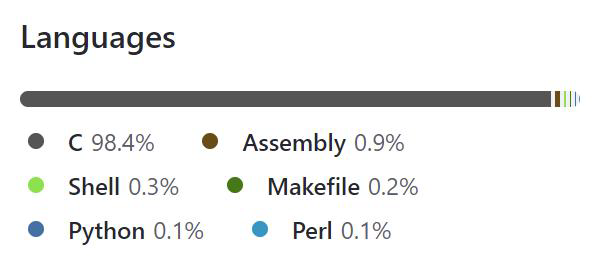 Languages
C 98.4% Assembly 0.9%
Shell 0.3% Makefile 0.2%
Python 0.1% Perl 0.1%